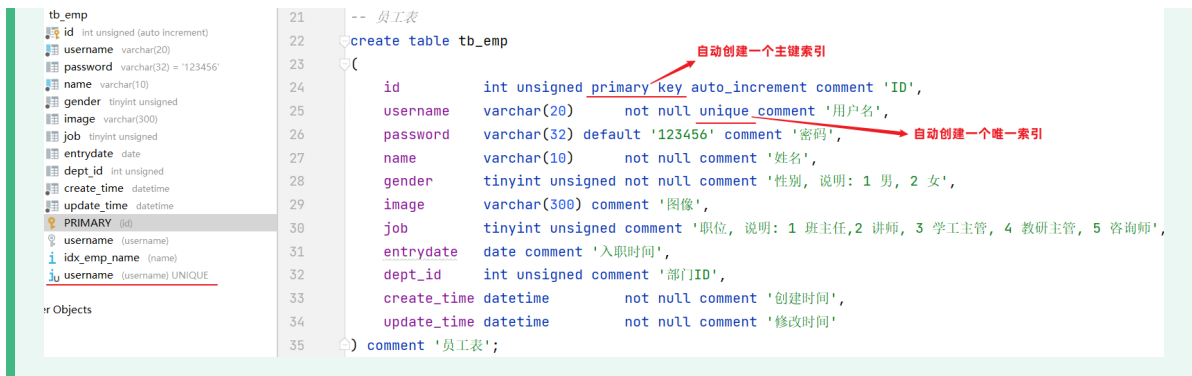 tb_emp
id int unsigned (auto increment)
username varchar(20)
password varchar(32) = '123456'
name varchar(10)
gender tinyint unsigned
image varchar(300)
job tinyint unsigned
entrydate date
dept_id int unsigned
create_time datetime
update_time datetime
PRIMARY (id)
username (username)
idx_emp_name (name)
username (username) UNIQUE
er Objects
21 -- 员工表
22 create table tb_emp
自动创建一个主键索引
23 (
24 id int unsigned primary key auto_increment comment 'ID',
25 username varchar(20) not null unique comment '用户名',
26 password varchar(32) default '123456' comment '密码',
自动创建一个唯一索引
27 name varchar(10) not null comment '姓名',
28 gender tinyint unsigned not null comment '性别, 说明: 1 男, 2 女',
29 image varchar(300) comment '图像',
30 job tinyint unsigned comment '职位, 说明: 1 班主任,2 讲师, 3 学工主管, 4 教研主管, 5 咨询师',
31 entrydate date comment '入职时间',
32 dept_id int unsigned comment '部门ID',
33 create_time datetime not null comment '创建时间',
34 update_time datetime not null comment '修改时间'
35 ) comment '员工表';